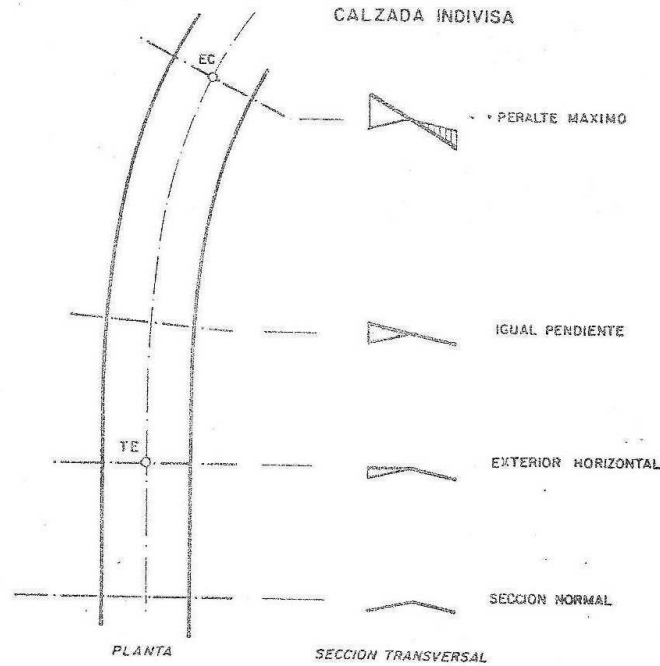 CALZADA INDIVISA
EC
PERALTE MAXIMO
IGUAL PENDIENTE
TE
EXTERIOR HORIZONTAL
SECCION NORMAL
PLANTA
SECCION TRANSVERSAL